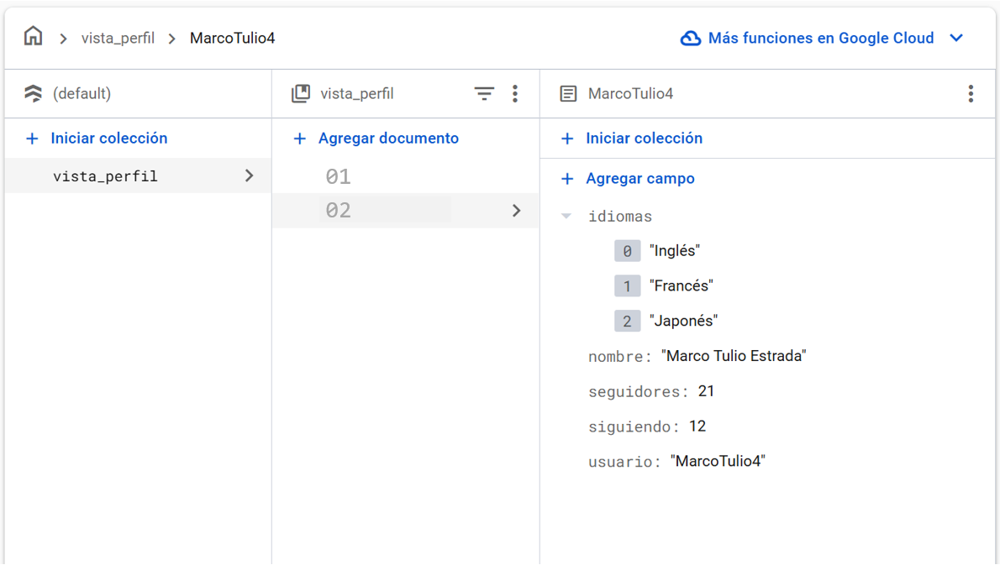 vista_perfil MarcoTulio4
Más funciones en Google Cloud
(default)
vista_perfil
MarcoTulio4
Iniciar colección
Agregar documento
Iniciar colección
vista_perfil
01
02
Agregar campo
idiomas
0 "Inglés"
1 "Francés"
2 "Japonés"
nombre: "Marco Tulio Estrada"
seguidores: 21
siguiendo: 12
usuario: "MarcoTulio4"